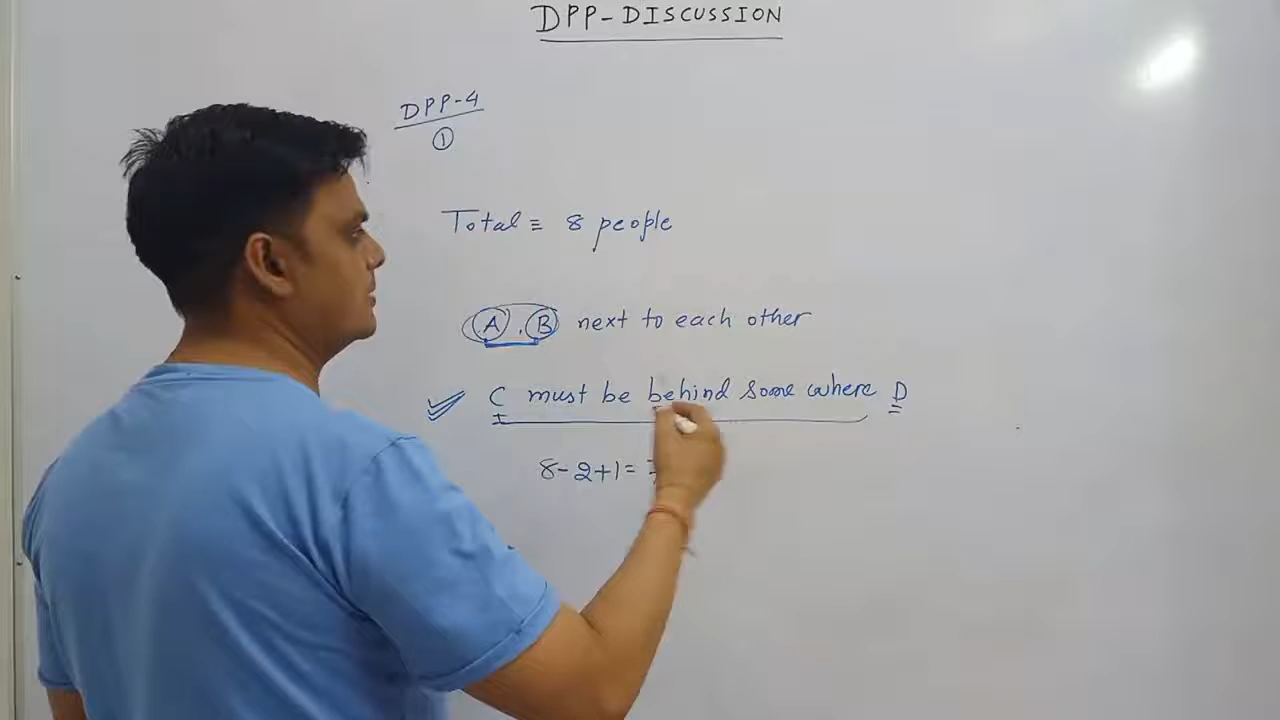 DPP-DISCUSSION
DPP-4
1
Total ≡ 8 people
A, B next to each other
C must be behind some where D
8-2+1= 7